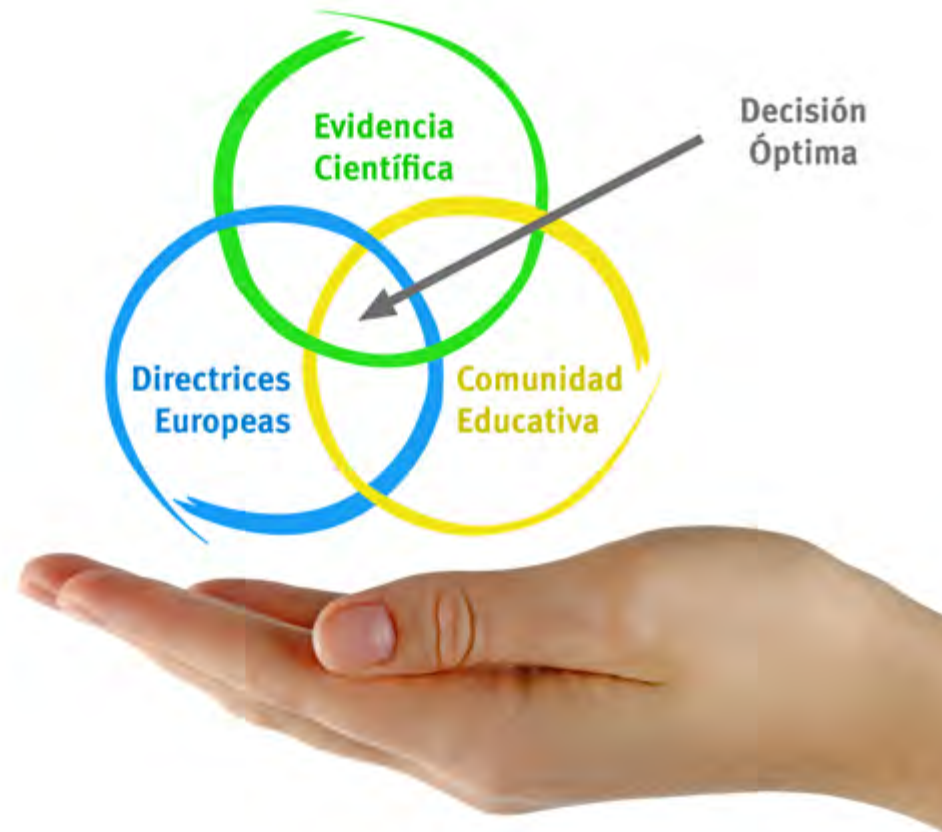 Evidencia
Científica
Decisión
Óptima
Directrices
Europeas
Comunidad
Educativa